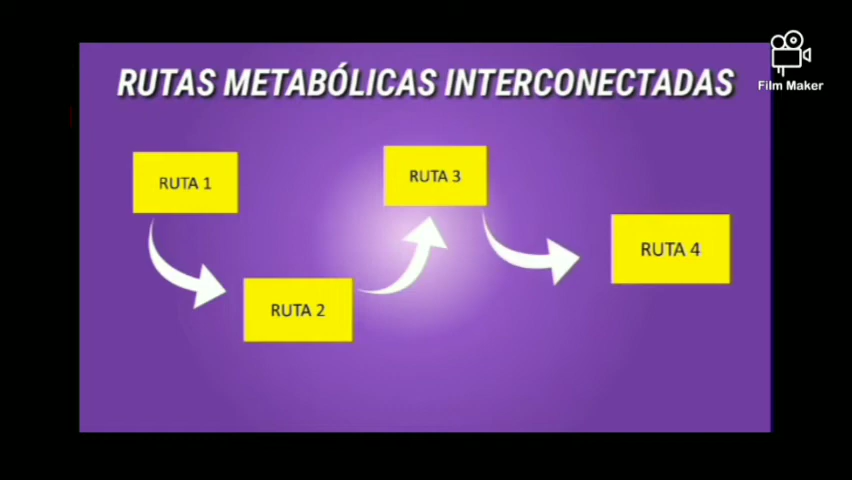 RUTAS METABÓLICAS INTERCONECTADAS
Film Maker
RUTA 1
RUTA 3
RUTA 4
RUTA 2